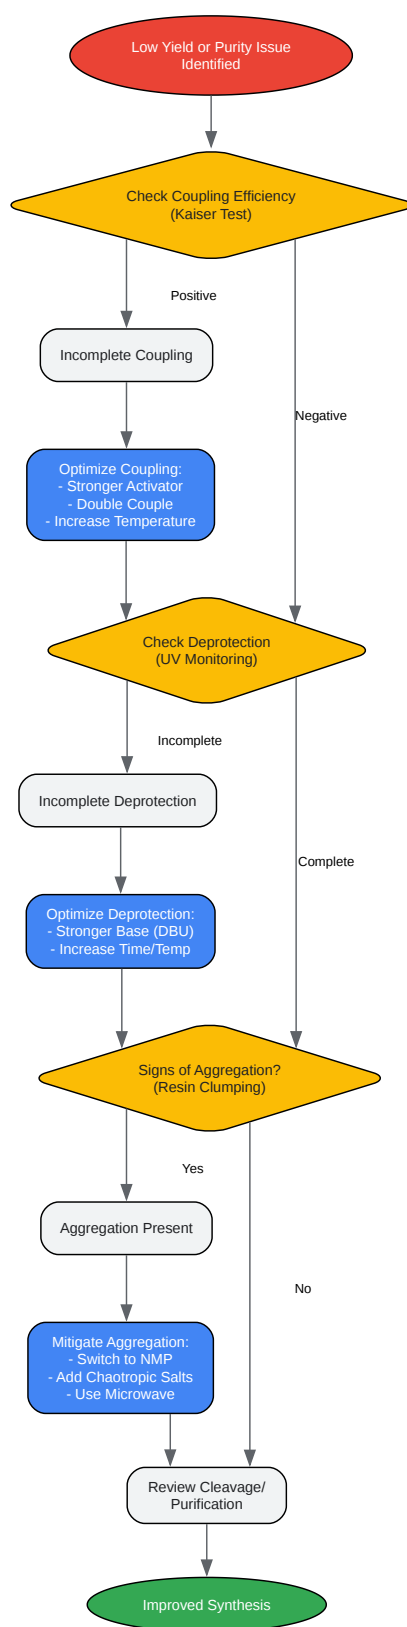 Low Yield or Purity Issue
Identified
Check Coupling Efficiency
(Kaiser Test)
Positive
Incomplete Coupling
Negative
Optimize Coupling:
- Stronger Activator
- Double Couple
- Increase Temperature
Check Deprotection
(UV Monitoring)
Incomplete
Incomplete Deprotection
Complete
Optimize Deprotection:
- Stronger Base (DBU)
- Increase Time/Temp
Signs of Aggregation?
(Resin Clumping)
Yes
Aggregation Present
No
Mitigate Aggregation:
- Switch to NMP
- Add Chaotropic Salts
- Use Microwave
Review Cleavage/
Purification
Improved Synthesis